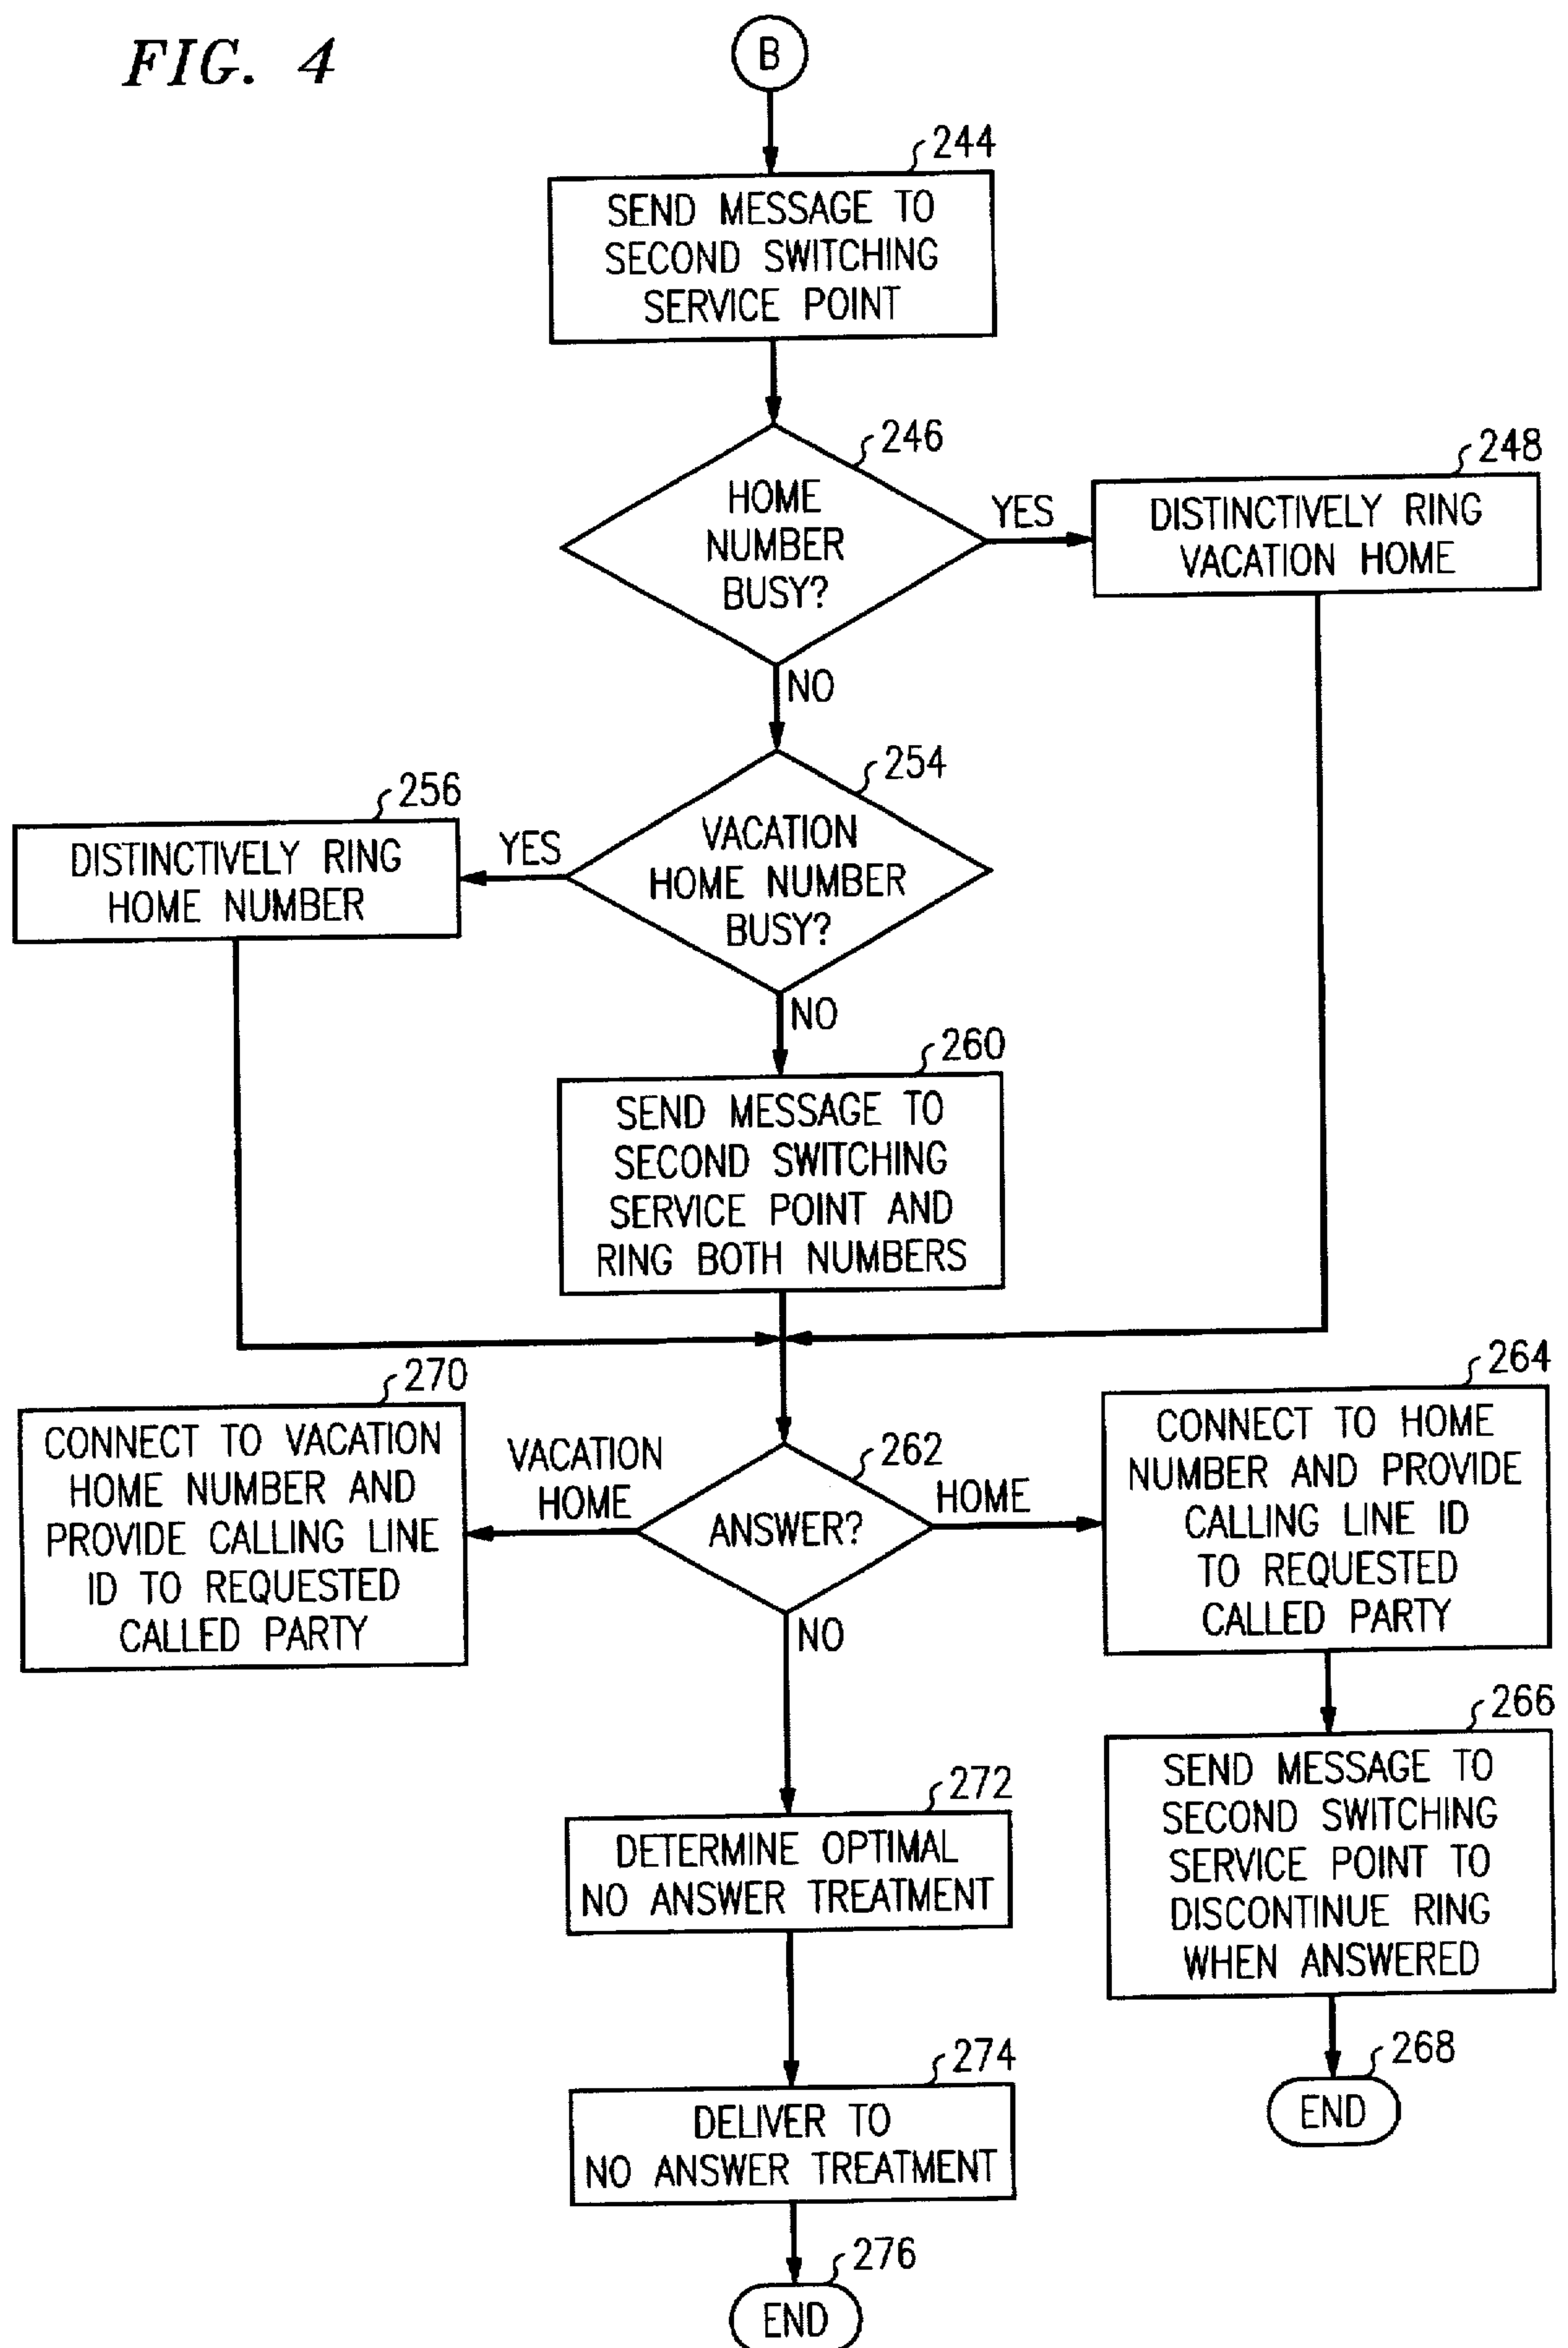 FIG. 4
B
244
SEND MESSAGE TO
SECOND SWITCHING
SERVICE POINT
246
HOME
NUMBER
BUSY?
YES
248
DISTINCTIVELY RING
VACATION HOME
NO
254
VACATION
HOME NUMBER
BUSY?
YES
256
DISTINCTIVELY RING
HOME NUMBER
NO
260
SEND MESSAGE TO
SECOND SWITCHING
SERVICE POINT AND
RING BOTH NUMBERS
262
ANSWER?
VACATION
HOME
270
CONNECT TO VACATION
HOME NUMBER AND
PROVIDE CALLING LINE
ID TO REQUESTED
CALLED PARTY
HOME
264
CONNECT TO HOME
NUMBER AND PROVIDE
CALLING LINE ID
TO REQUESTED
CALLED PARTY
266
SEND MESSAGE TO
SECOND SWITCHING
SERVICE POINT TO
DISCONTINUE RING
WHEN ANSWERED
268
END
NO
272
DETERMINE OPTIMAL
NO ANSWER TREATMENT
274
DELIVER TO
NO ANSWER TREATMENT
276
END